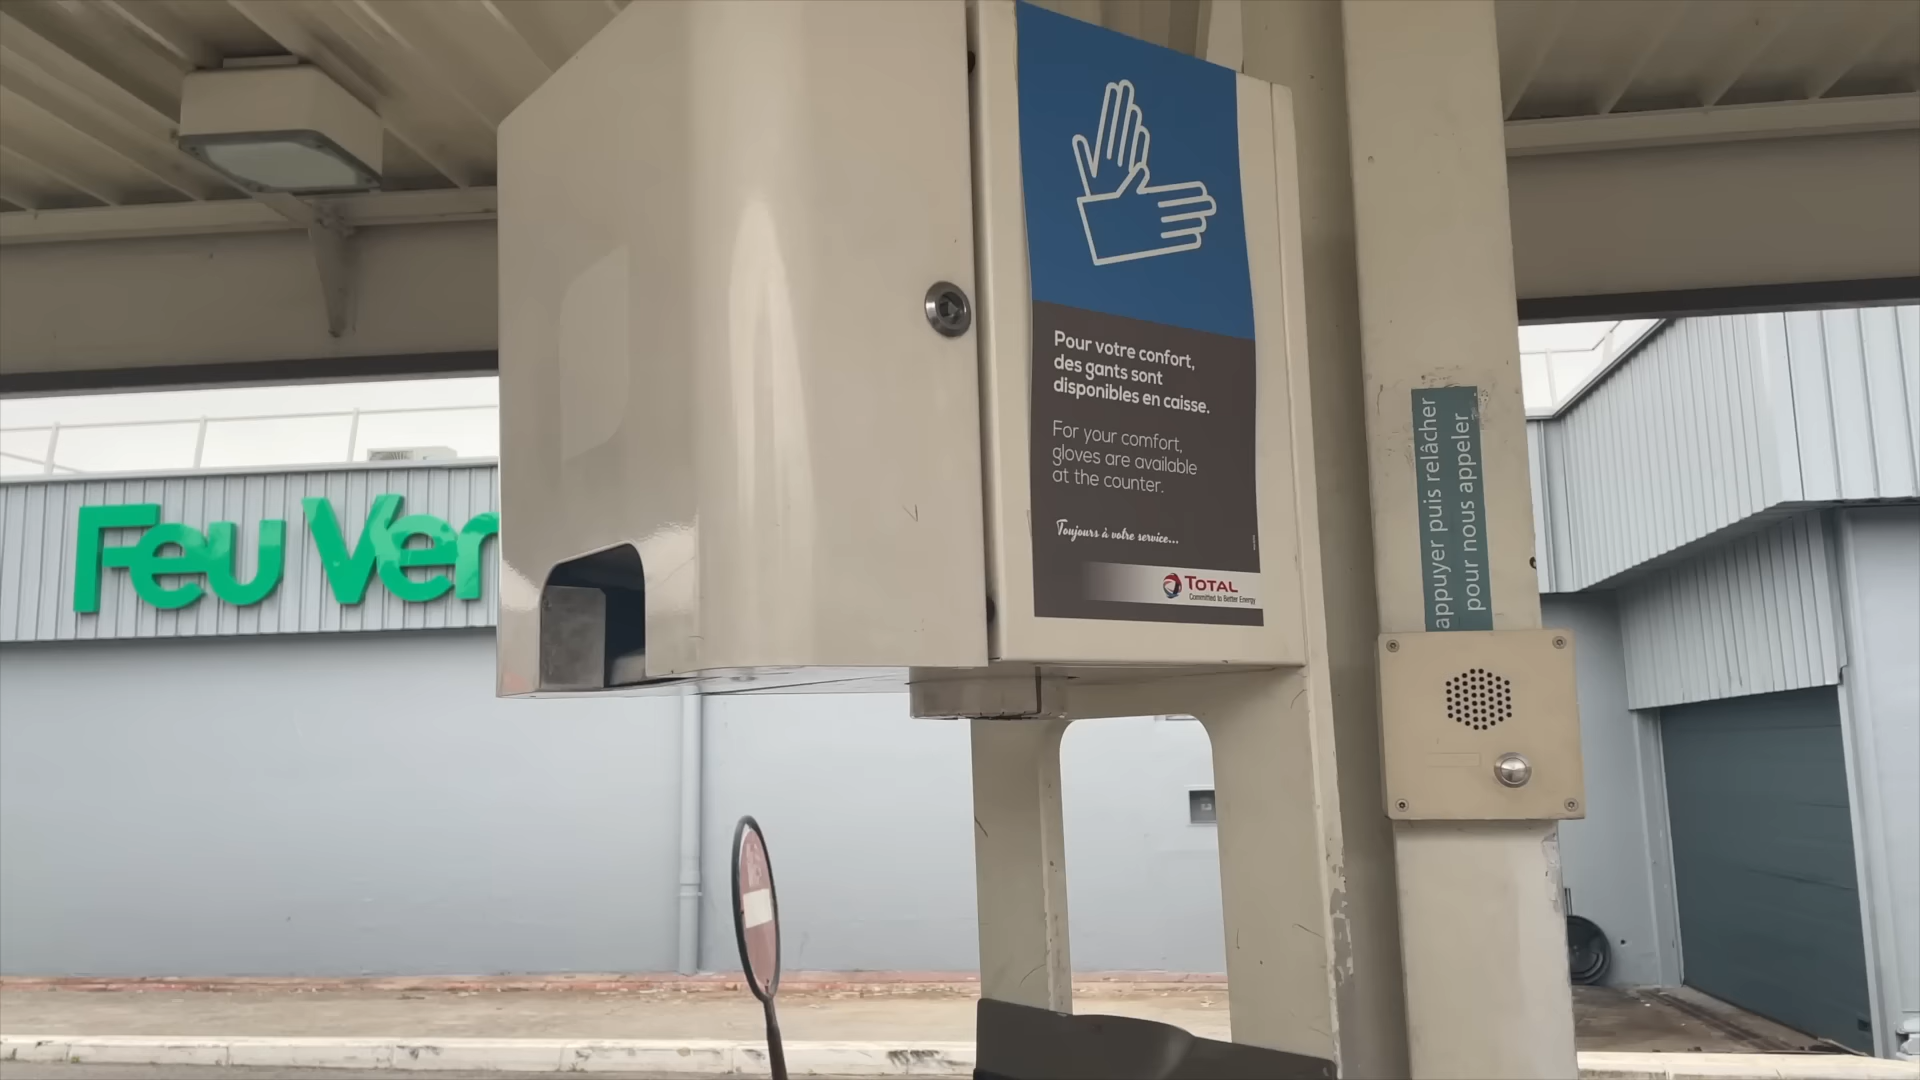 Feu Ver
Pour votre confort,
des gants sont
disponibles en caisse.
For your comfort,
gloves are available
at the counter.
Toujours à votre service...
TOTAL
Committed to Better Energy
appuyer puis relâcher
pour nous appeler